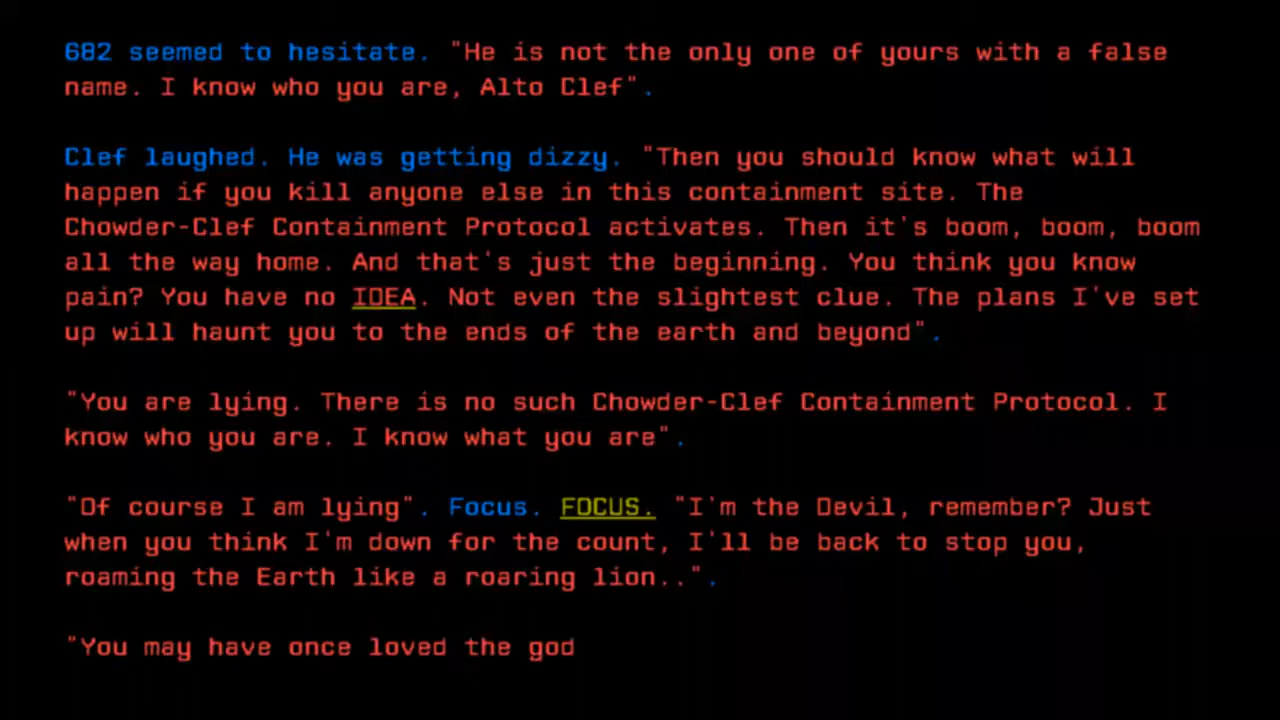 682 seemed to hesitate. "He is not the only one of yours with a false
name. I know who you are, Alto Clef".
Clef laughed. He was getting dizzy. "Then you should know what will
happen if you kill anyone else in this containment site. The
Chowder-Clef Containment Protocol activates. Then it's boom, boom, boom
all the way home. And that's just the beginning. You think you know
pain? You have no IDEA. Not even the slightest clue. The plans I've set
up will haunt you to the ends of the earth and beyond".
"You are lying. There is no such Chowder-Clef Containment Protocol. I
know who you are. I know what you are".
"Of course I am lying". Focus. FOCUS. "I'm the Devil, remember? Just
when you think I'm down for the count, I'll be back to stop you,
roaming the Earth like a roaring lion..".
"You may have once loved the god